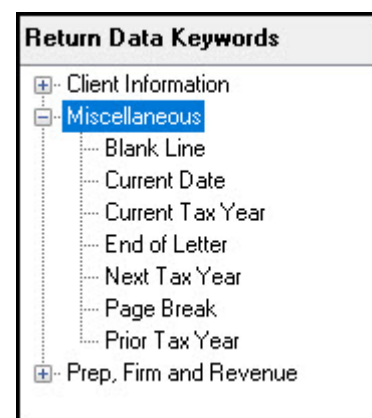 Return Data Keywords
Client Information
Miscellaneous
Blank Line
Current Date
Current Tax Year
End of Letter
Next Tax Year
Page Break
Prior Tax Year
Prep, Firm and Revenue